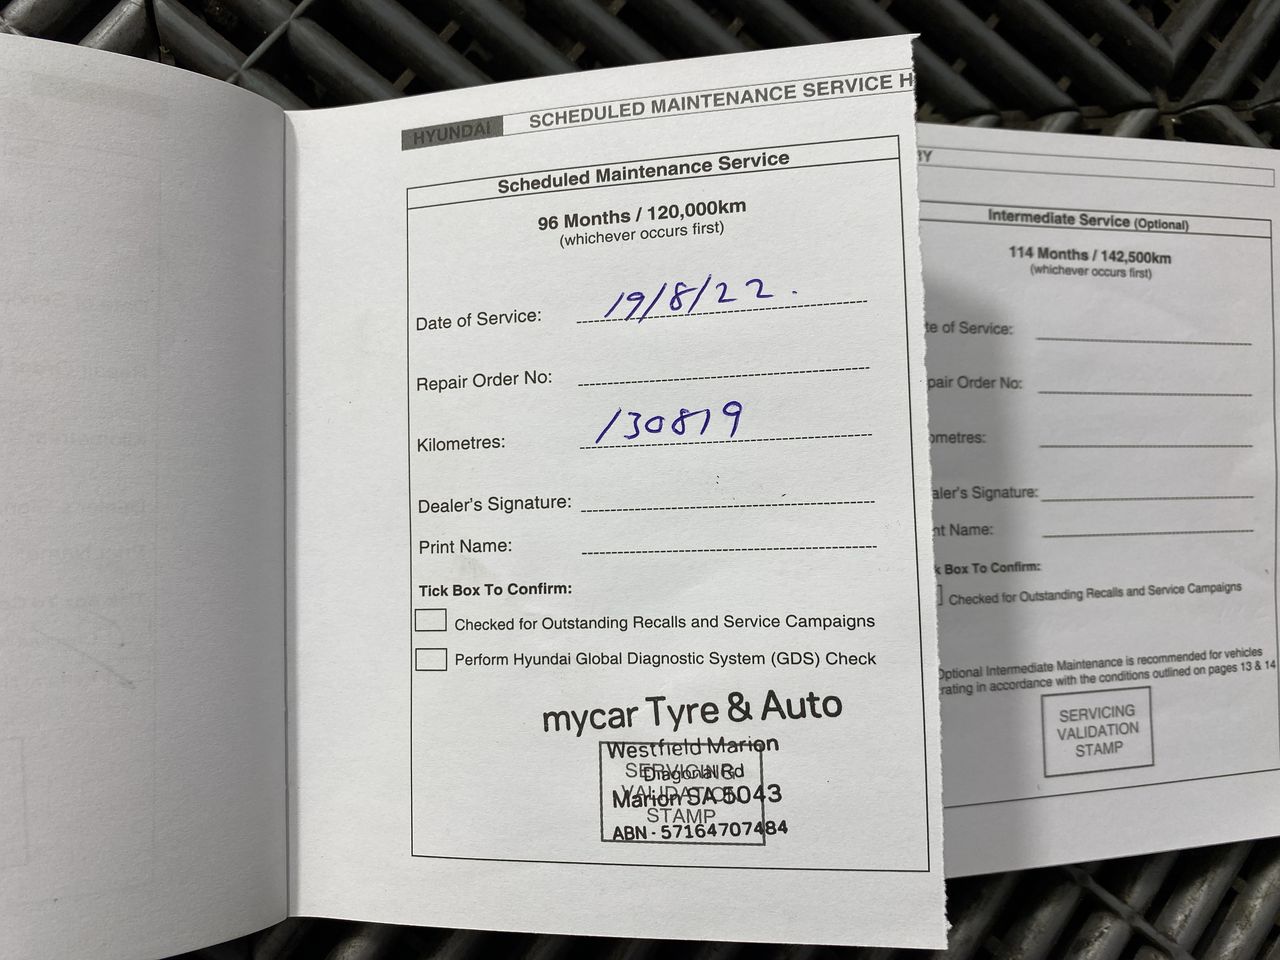 HYUNDAI SCHEDULED MAINTENANCE SERVICE H
Scheduled Maintenance Service
96 Months / 120,000km
(whichever occurs first)
Date of Service: 19/8/22.
Repair Order No:
Kilometres: 130819
Dealer's Signature:
Print Name:
Tick Box To Confirm:
Checked for Outstanding Recalls and Service Campaigns
Perform Hyundai Global Diagnostic System (GDS) Check
mycar Tyre & Auto
Westfield Marion
Diagonal Rd
Marion SA 5043
ABN - 57164707484
SERVICING
VALIDATION
STAMP
RY
Intermediate Service (Optional)
114 Months / 142,500km
(whichever occurs first)
te of Service:
pair Order No:
ometres:
aler's Signature:
nt Name:
k Box To Confirm:
Checked for Outstanding Recalls and Service Campaigns
Optional Intermediate Maintenance is recommended for vehicles
rating in accordance with the conditions outlined on pages 13 & 14
SERVICING
VALIDATION
STAMP